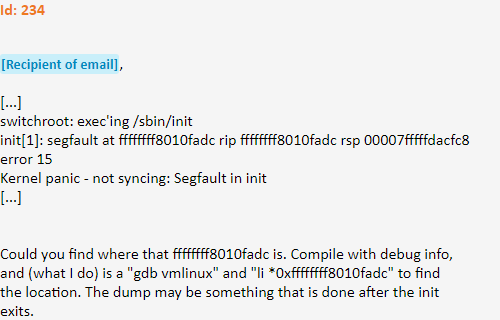 Id: 234
[Recipient of email],
[...]
switchroot: exec'ing /sbin/init
init[1]: segfault at ffffffff8010fadc rip ffffffff8010fadc rsp 00007fffffdacfc8
error 15
Kernel panic - not syncing: Segfault in init
[...]
Could you find where that ffffffff8010fadc is. Compile with debug info,
and (what I do) is a "gdb vmlinux" and "li *0xffffffff8010fadc" to find
the location. The dump may be something that is done after the init
exits.